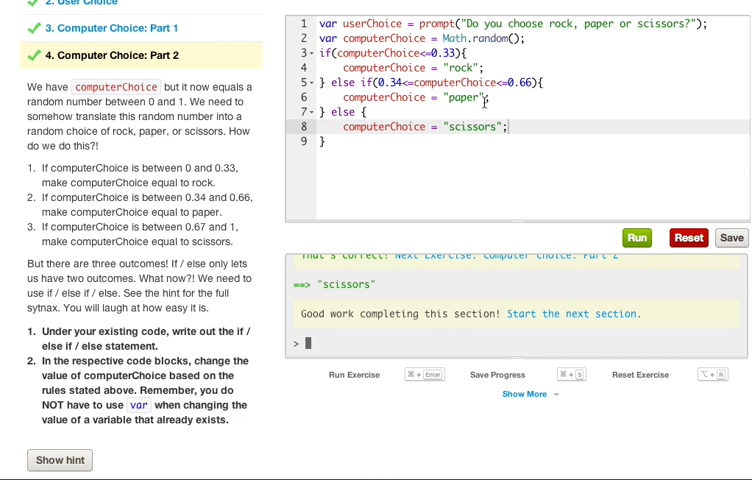 2. User Choice
3. Computer Choice: Part 1
4. Computer Choice: Part 2
We have computerChoice but it now equals a
random number between 0 and 1. We need to
somehow translate this random number into a
random choice of rock, paper, or scissors. How
do we do this?!
1. If computerChoice is between 0 and 0.33,
make computerChoice equal to rock.
2. If computerChoice is between 0.34 and 0.66,
make computerChoice equal to paper.
3. If computerChoice is between 0.67 and 1,
make computerChoice equal to scissors.
But there are three outcomes! If / else only lets
us have two outcomes. What now?! We need to
use if / else if / else. See the hint for the full
sytnax. You will laugh at how easy it is.
1. Under your existing code, write out the if /
else if / else statement.
2. In the respective code blocks, change the
value of computerChoice based on the
rules stated above. Remember, you do
NOT have to use var when changing the
value of a variable that already exists.
Show hint
1 var userChoice = prompt("Do you choose rock, paper or scissors?");
2 var computerChoice = Math.random();
3 if(computerChoice<=0.33){
4 computerChoice = "rock";
5 } else if(0.34<=computerChoice<=0.66){
6 computerChoice = "paper";
7 } else {
8 computerChoice = "scissors";
9 }
Run Reset Save
That's correct! Next Exercise: Computer Choice: Part 2
==> "scissors"
Good work completing this section! Start the next section.
>
Run Exercise ⌘ + Enter Save Progress ⌘ + S Reset Exercise ⌥ + R
Show More